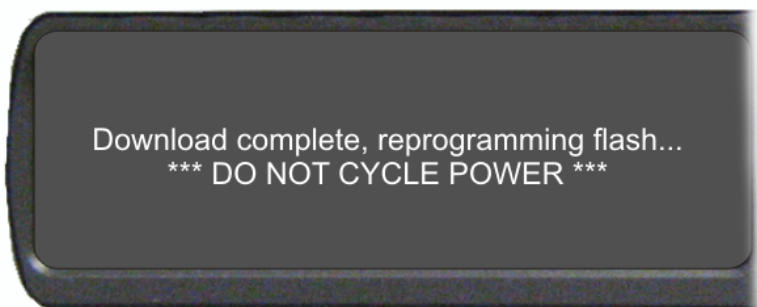 Download complete, reprogramming flash...
*** DO NOT CYCLE POWER ***